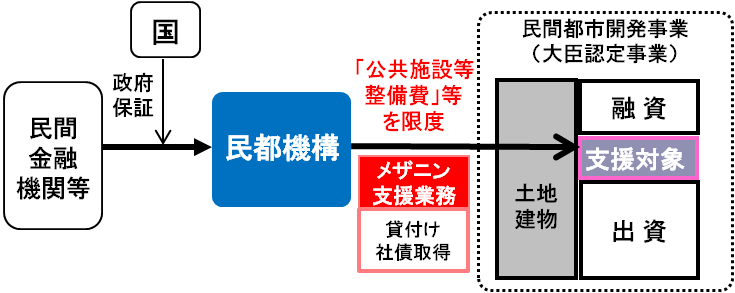 国
政府
保証
民間
金融
機関等
民都機構
「公共施設等
整備費」等
を限度
メザニン
支援業務
貸付け
社債取得
民間都市開発事業
（大臣認定事業）
土地
建物
融資
支援対象
出資